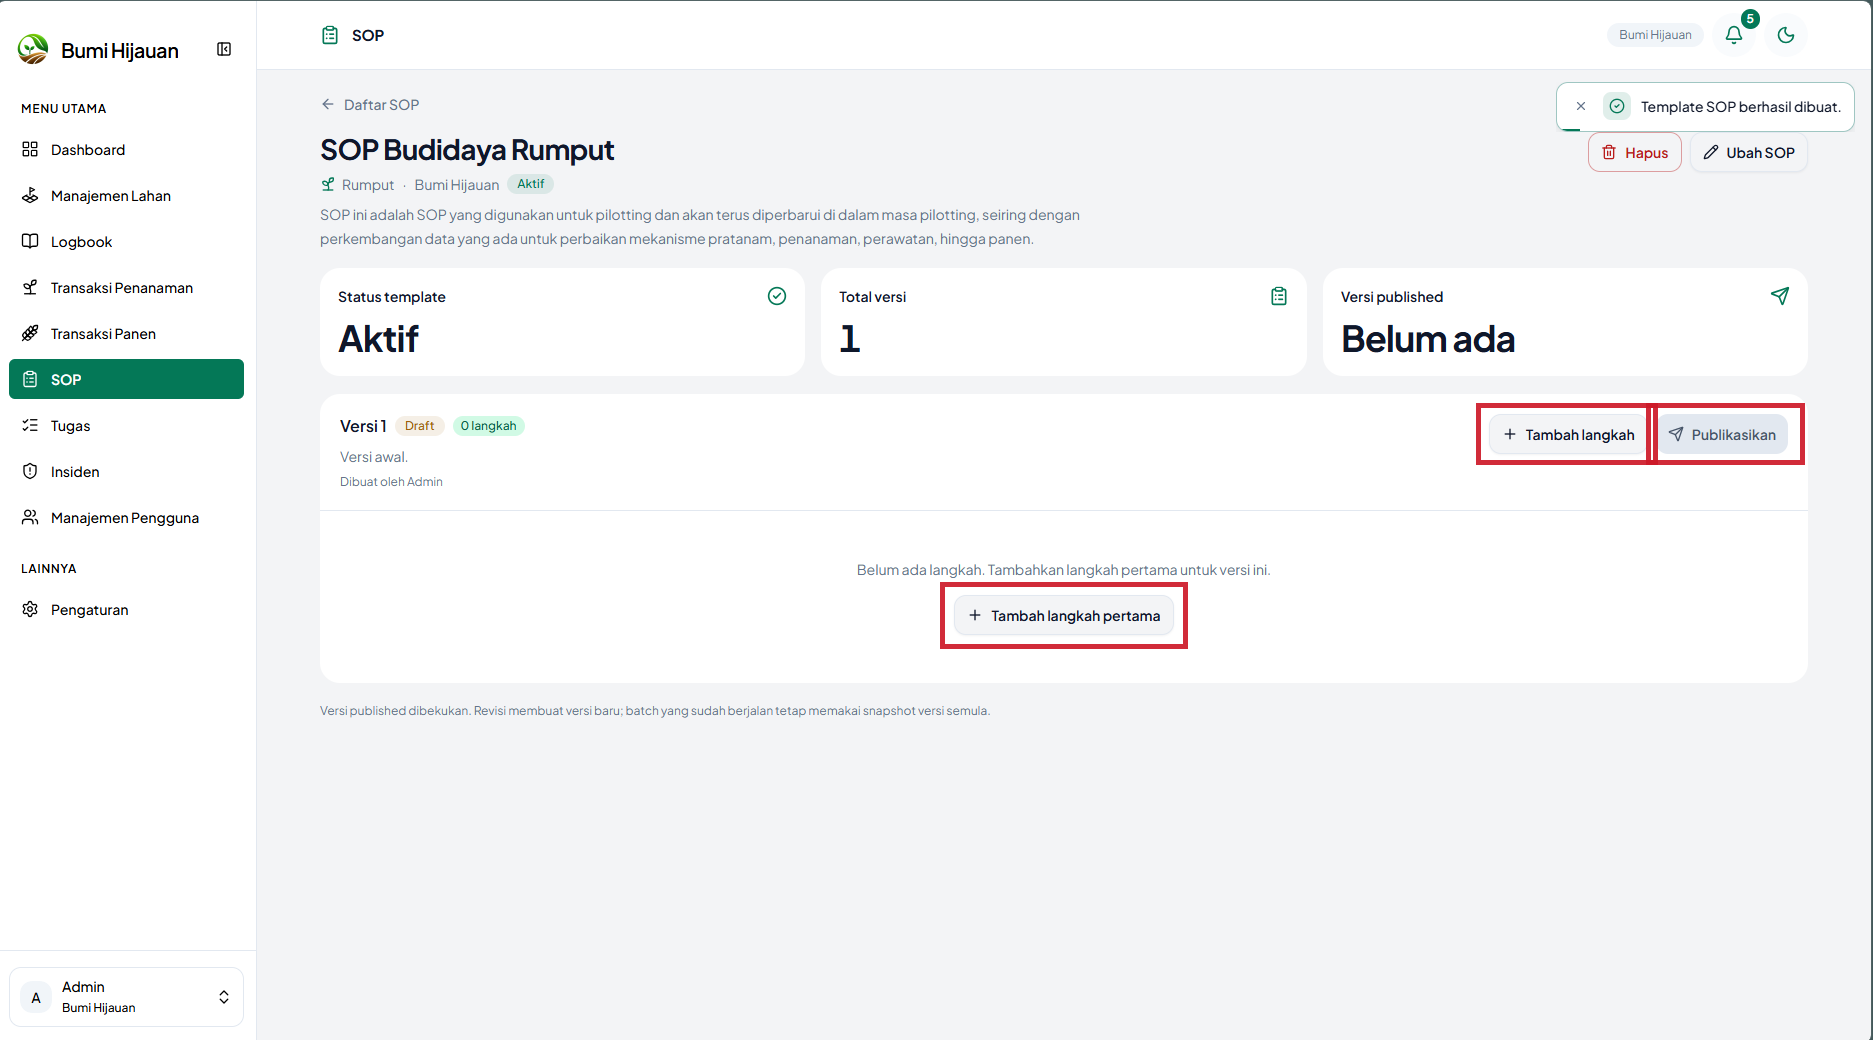 Bumi Hijauan
MENU UTAMA
Dashboard
Manajemen Lahan
Logbook
Transaksi Penanaman
Transaksi Panen
SOP
Tugas
Insiden
Manajemen Pengguna
LAINNYA
Pengaturan
A
Admin
Bumi Hijauan
SOP
Bumi Hijauan
5
Daftar SOP
Template SOP berhasil dibuat.
SOP Budidaya Rumput
Hapus
Ubah SOP
Rumput · Bumi Hijauan Aktif
SOP ini adalah SOP yang digunakan untuk pilotting dan akan terus diperbarui di dalam masa pilotting, seiring dengan
perkembangan data yang ada untuk perbaikan mekanisme pratanam, penanaman, perawatan, hingga panen.
Status template
Aktif
Total versi
1
Versi published
Belum ada
Versi 1 Draft 0 langkah
Tambah langkah
Publikasikan
Versi awal.
Dibuat oleh Admin
Belum ada langkah. Tambahkan langkah pertama untuk versi ini.
Tambah langkah pertama
Versi published dibekukan. Revisi membuat versi baru; batch yang sudah berjalan tetap memakai snapshot versi semula.